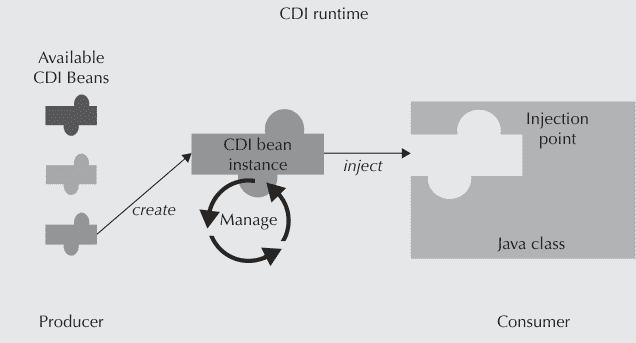 CDI runtime
Available
CDI Beans
CDI bean
instance
create
Manage
inject
Injection
point
Java class
Producer
Consumer